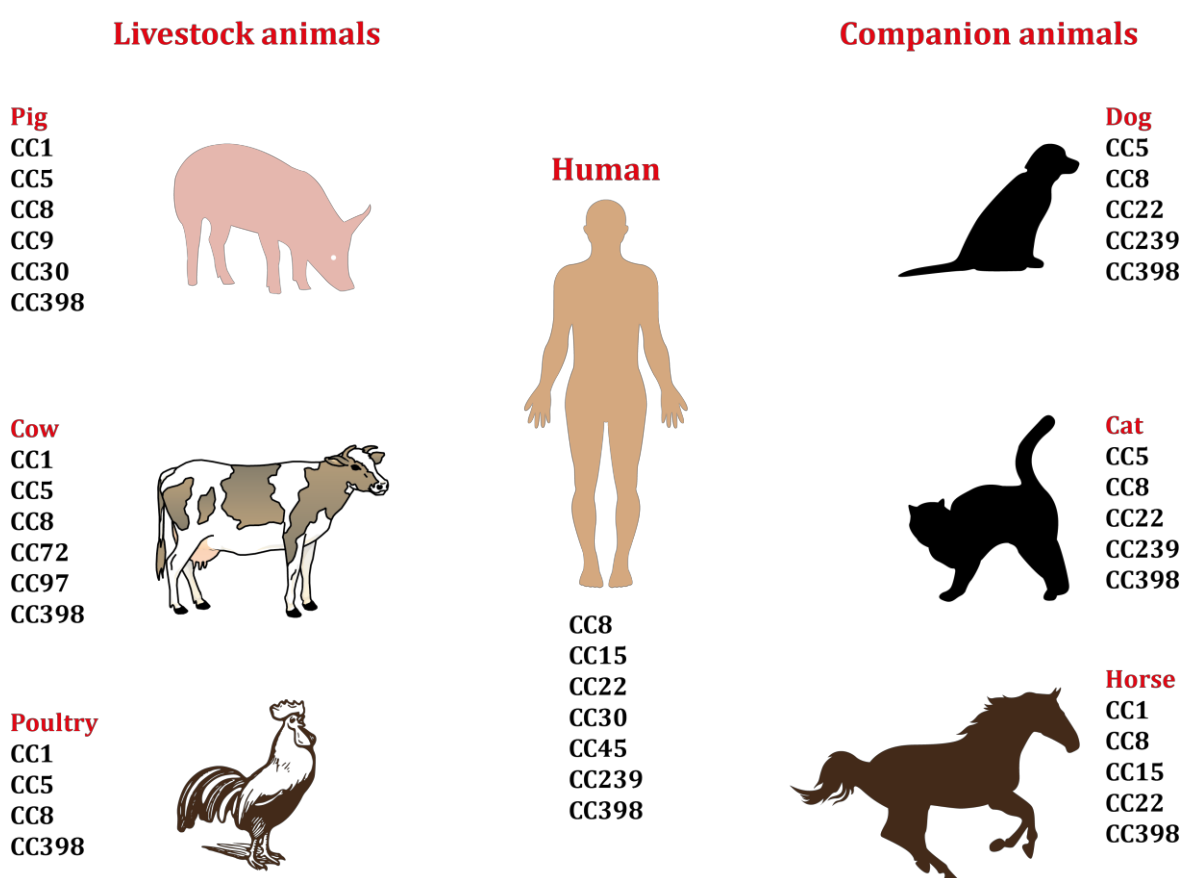 Livestock animals
Pig
CC1
CC5
CC8
CC9
CC30
CC398
Cow
CC1
CC5
CC8
CC72
CC97
CC398
Poultry
CC1
CC5
CC8
CC398
Human
CC8
CC15
CC22
CC30
CC45
CC239
CC398
Companion animals
Dog
CC5
CC8
CC22
CC239
CC398
Cat
CC5
CC8
CC22
CC239
CC398
Horse
CC1
CC8
CC15
CC22
CC398